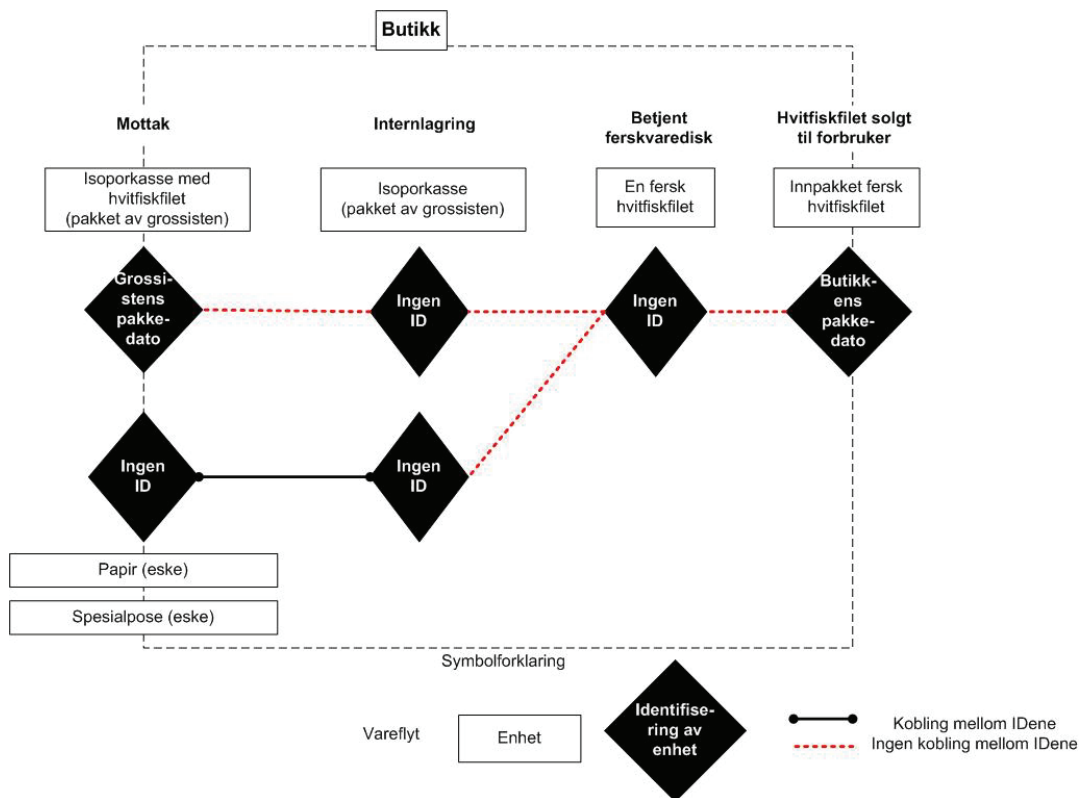 Butikk
Mottak
Internlagring
Betjent
ferskvaredisk
Hvitfiskfilet solgt
til forbruker
Isoporkasse med
hvitfiskfilet
(pakket av grossisten)
Isoporkasse
(pakket av grossisten)
En fersk
hvitfiskfilet
Innpakket fersk
hvitfiskfilet
Grossi-
stens
pakke-
dato
Ingen
ID
Ingen
ID
Butikk-
ens
pakke-
dato
Ingen
ID
Ingen
ID
Papir (eske)
Spesialpose (eske)
Symbolforklaring
Vareflyt
Enhet
Identifise-
ring av
enhet
Kobling mellom IDene
Ingen kobling mellom IDene